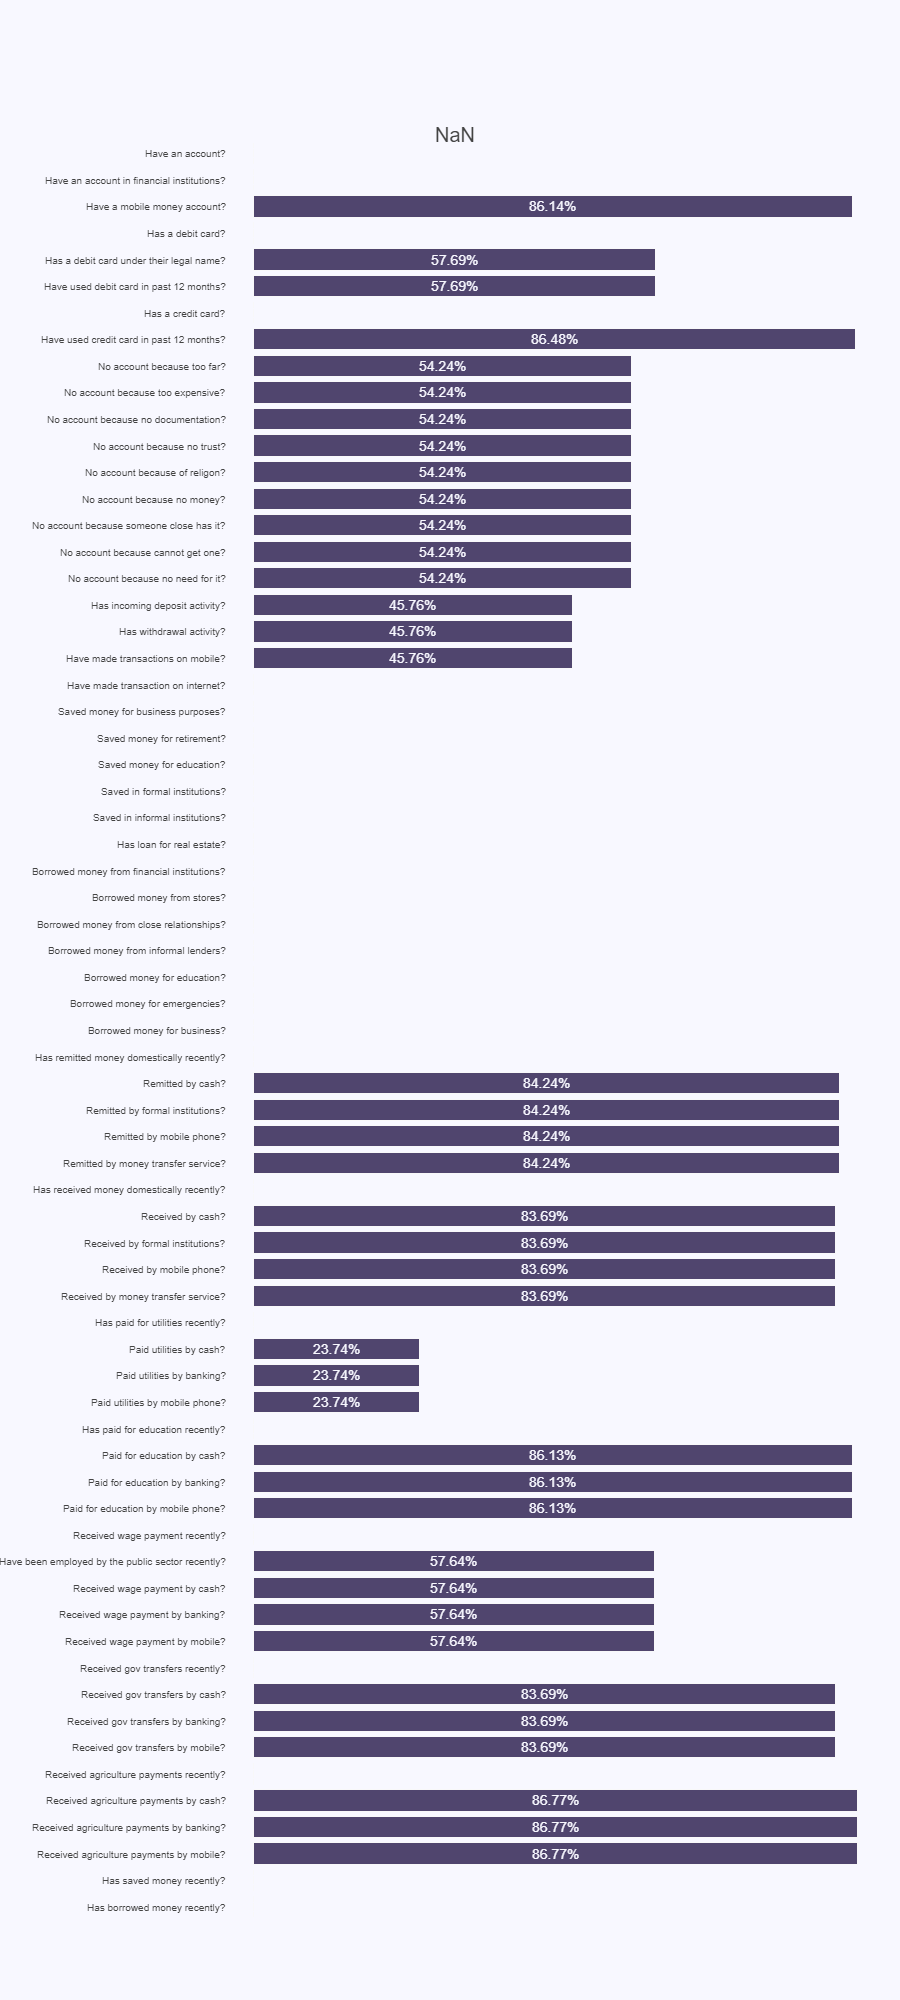 NaN
Have an account?
Have an account in financial institutions?
Have a mobile money account? 86.14%
Has a debit card?
Has a debit card under their legal name? 57.69%
Have used debit card in past 12 months? 57.69%
Has a credit card?
Have used credit card in past 12 months? 86.48%
No account because too far? 54.24%
No account because too expensive? 54.24%
No account because no documentation? 54.24%
No account because no trust? 54.24%
No account because of religon? 54.24%
No account because no money? 54.24%
No account because someone close has it? 54.24%
No account because cannot get one? 54.24%
No account because no need for it? 54.24%
Has incoming deposit activity? 45.76%
Has withdrawal activity? 45.76%
Have made transactions on mobile? 45.76%
Have made transaction on internet?
Saved money for business purposes?
Saved money for retirement?
Saved money for education?
Saved in formal institutions?
Saved in informal institutions?
Has loan for real estate?
Borrowed money from financial institutions?
Borrowed money from stores?
Borrowed money from close relationships?
Borrowed money from informal lenders?
Borrowed money for education?
Borrowed money for emergencies?
Borrowed money for business?
Has remitted money domestically recently?
Remitted by cash? 84.24%
Remitted by formal institutions? 84.24%
Remitted by mobile phone? 84.24%
Remitted by money transfer service? 84.24%
Has received money domestically recently?
Received by cash? 83.69%
Received by formal institutions? 83.69%
Received by mobile phone? 83.69%
Received by money transfer service? 83.69%
Has paid for utilities recently?
Paid utilities by cash? 23.74%
Paid utilities by banking? 23.74%
Paid utilities by mobile phone? 23.74%
Has paid for education recently?
Paid for education by cash? 86.13%
Paid for education by banking? 86.13%
Paid for education by mobile phone? 86.13%
Received wage payment recently?
Have been employed by the public sector recently? 57.64%
Received wage payment by cash? 57.64%
Received wage payment by banking? 57.64%
Received wage payment by mobile? 57.64%
Received gov transfers recently?
Received gov transfers by cash? 83.69%
Received gov transfers by banking? 83.69%
Received gov transfers by mobile? 83.69%
Received agriculture payments recently?
Received agriculture payments by cash? 86.77%
Received agriculture payments by banking? 86.77%
Received agriculture payments by mobile? 86.77%
Has saved money recently?
Has borrowed money recently?